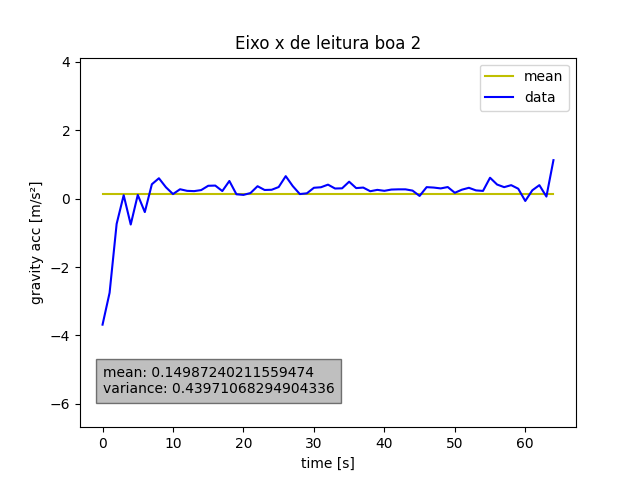 Eixo x de leitura boa 2
gravity acc [m/s²]
4
2
0
−2
−4
−6
mean
data
mean: 0.14987240211559474
variance: 0.43971068294904336
0 10 20 30 40 50 60
time [s]